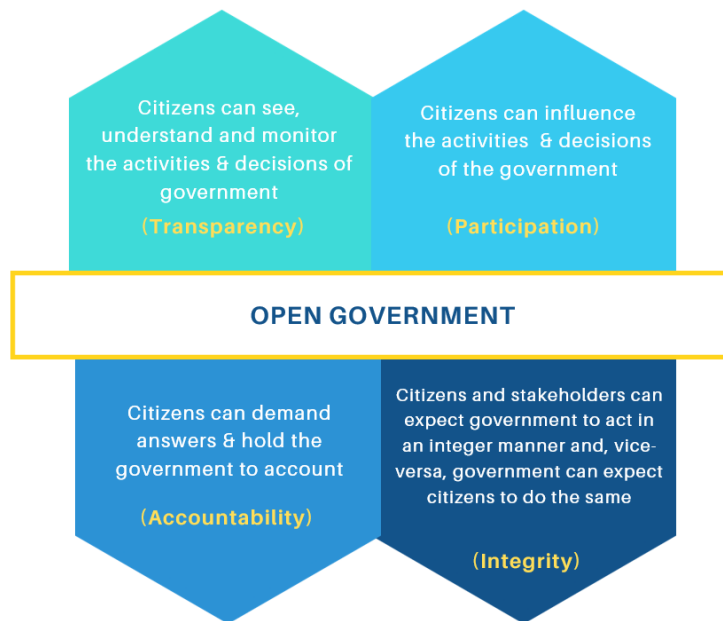 Citizens can see,
understand and monitor
the activities & decisions of
government
(Transparency)
Citizens can influence
the activities & decisions
of the government
(Participation)
OPEN GOVERNMENT
Citizens can demand
answers & hold the
government to account
(Accountability)
Citizens and stakeholders can
expect government to act in
an integer manner and, vice-
versa, government can expect
citizens to do the same
(Integrity)